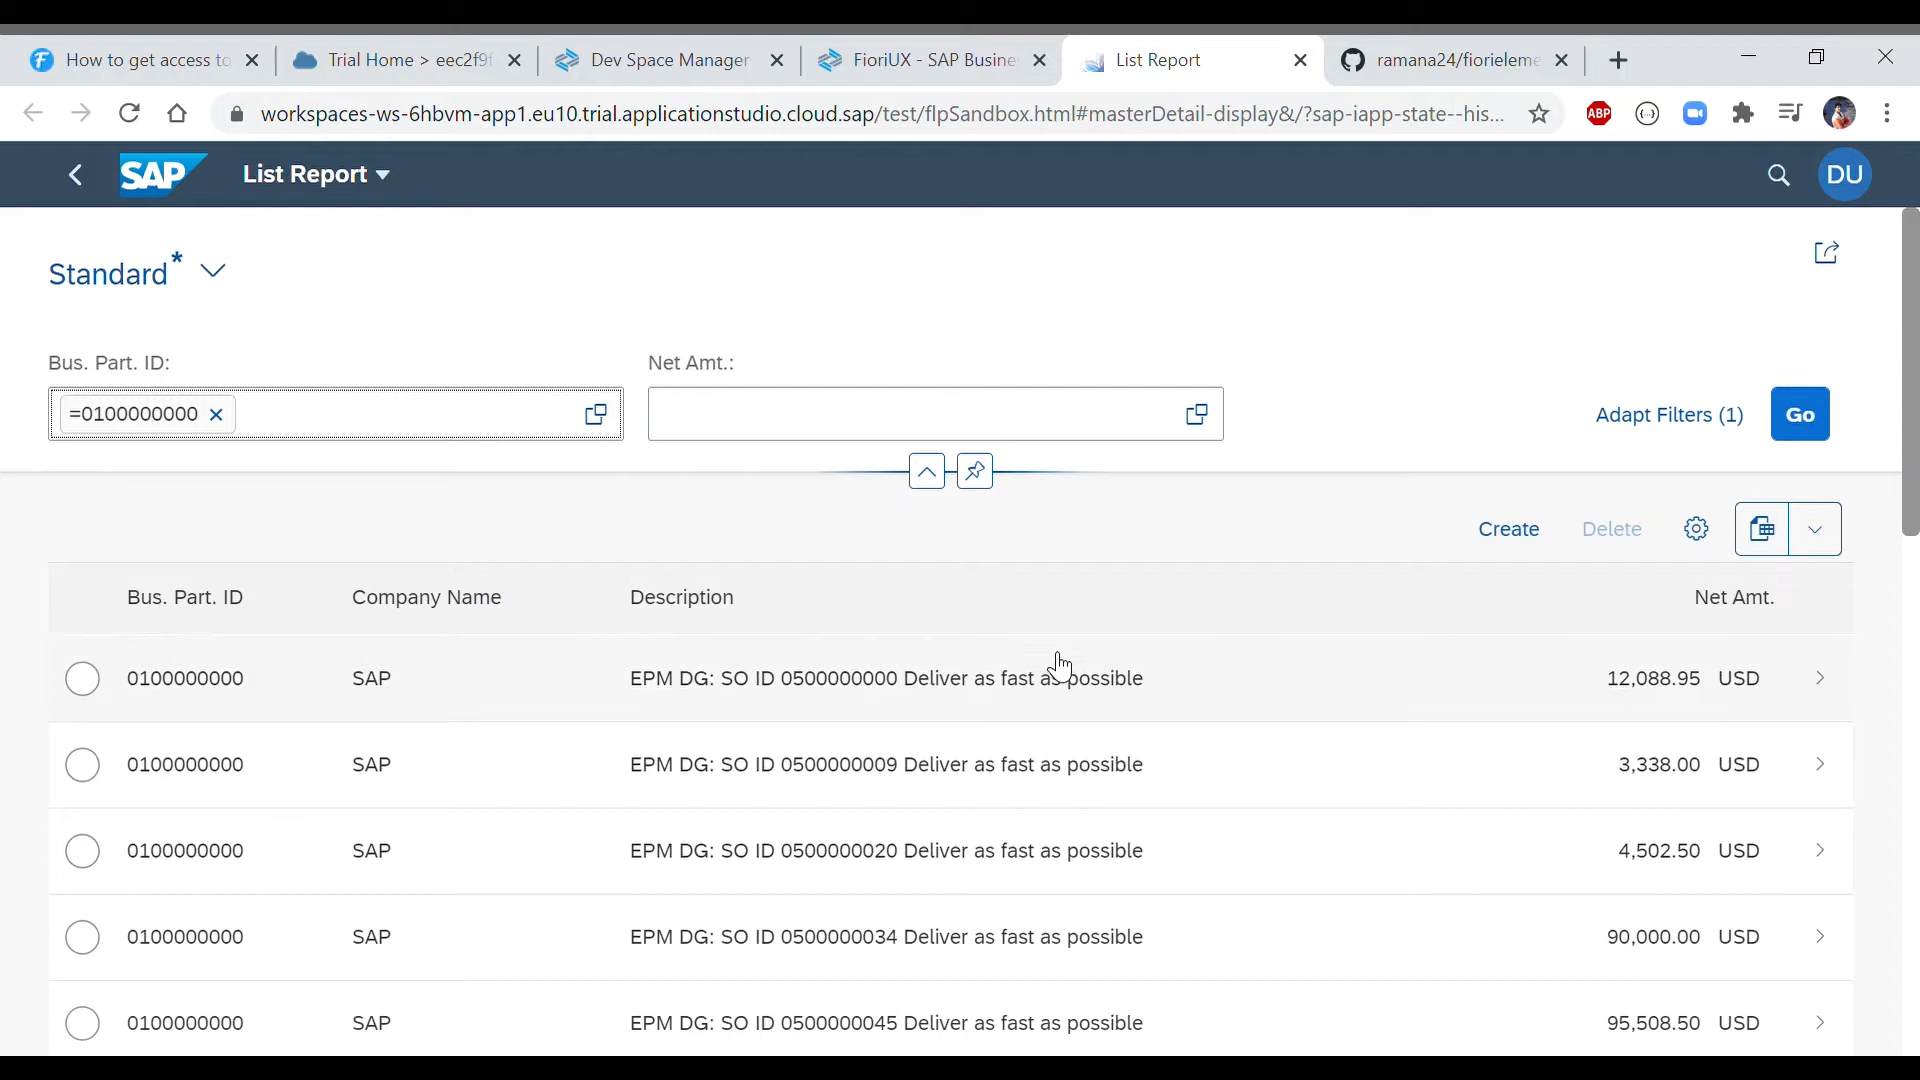 How to get access to
Trial Home > eec2f9f
Dev Space Manager
FioriUX - SAP Busine
List Report
ramana24/fiorieleme
workspaces-ws-6hbvm-app1.eu10.trial.applicationstudio.cloud.sap/test/flpSandbox.html#masterDetail-display&/?sap-iapp-state--his...
ABP
SAP
List Report
DU
Standard*
Bus. Part. ID:
Net Amt.:
=0100000000
Adapt Filters (1)
Go
Create
Delete
Bus. Part. ID
Company Name
Description
Net Amt.
0100000000 SAP EPM DG: SO ID 0500000000 Deliver as fast as possible 12,088.95 USD
0100000000 SAP EPM DG: SO ID 0500000009 Deliver as fast as possible 3,338.00 USD
0100000000 SAP EPM DG: SO ID 0500000020 Deliver as fast as possible 4,502.50 USD
0100000000 SAP EPM DG: SO ID 0500000034 Deliver as fast as possible 90,000.00 USD
0100000000 SAP EPM DG: SO ID 0500000045 Deliver as fast as possible 95,508.50 USD